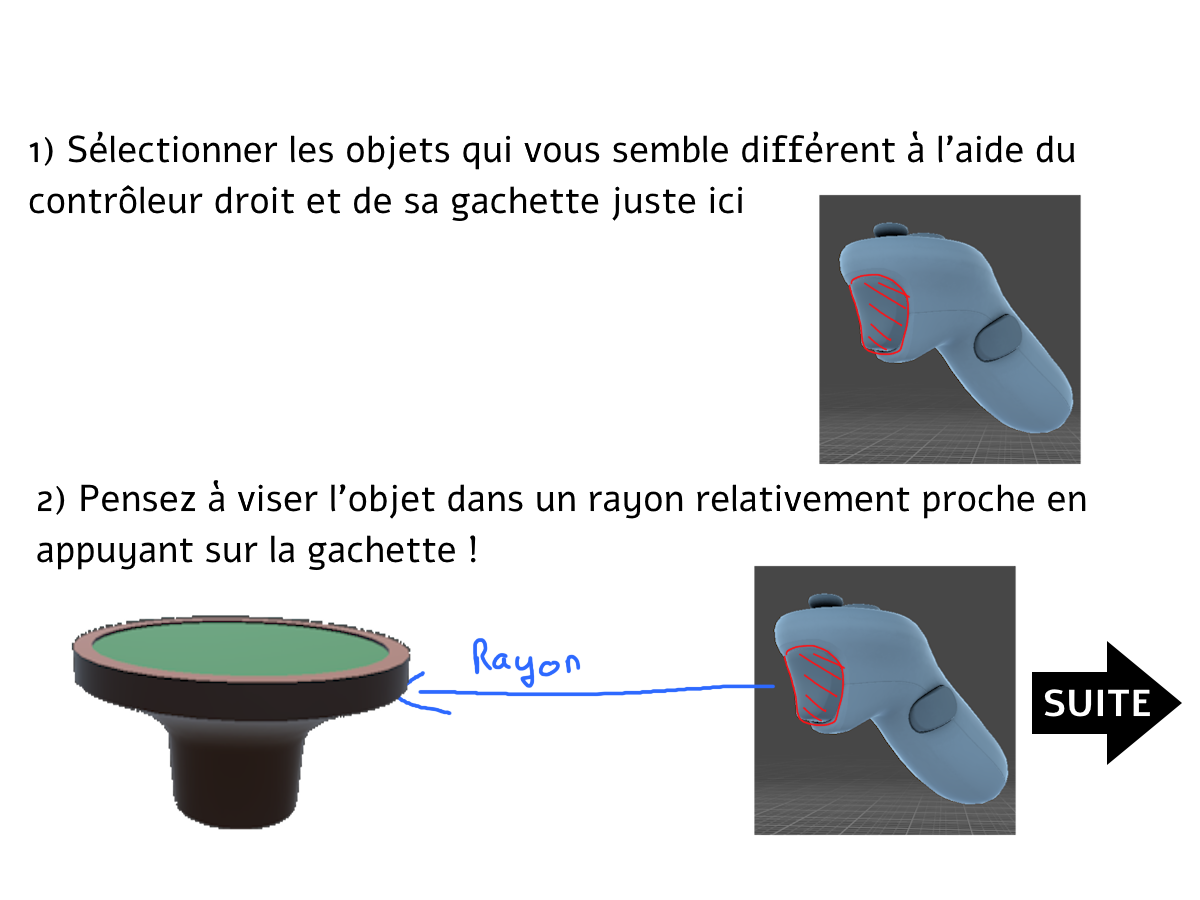 1) Sélectionner les objets qui vous semble différent à l'aide du
contrôleur droit et de sa gachette juste ici
2) Pensez à viser l'objet dans un rayon relativement proche en
appuyant sur la gachette !
Rayon
SUITE